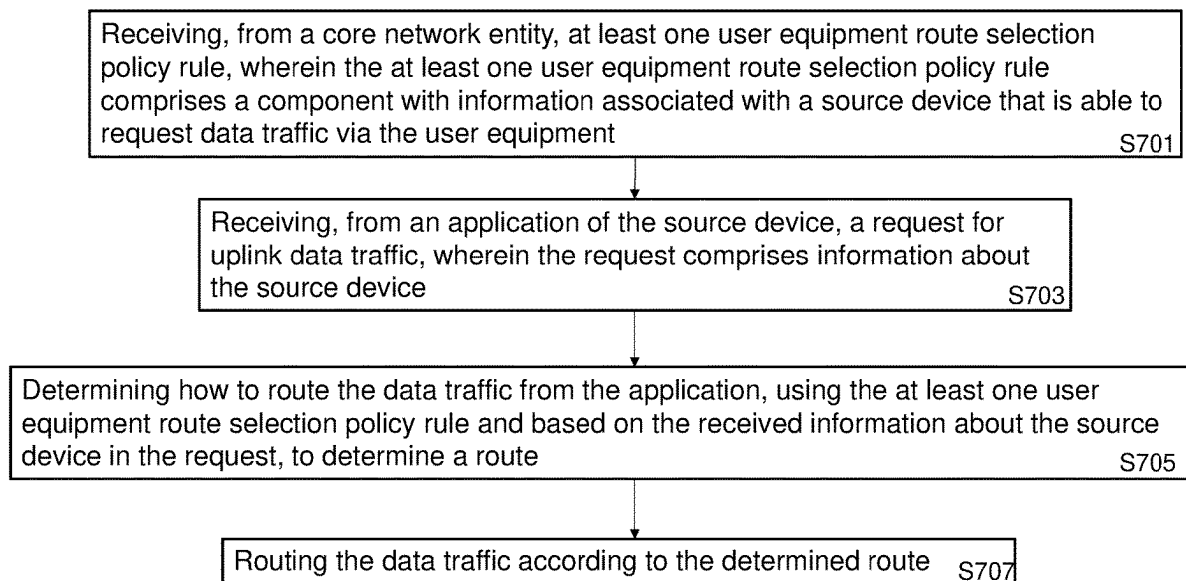 Receiving, from a core network entity, at least one user equipment route selection
policy rule, wherein the at least one user equipment route selection policy rule
comprises a component with information associated with a source device that is able to
request data traffic via the user equipment
S701
Receiving, from an application of the source device, a request for
uplink data traffic, wherein the request comprises information about
the source device
S703
Determining how to route the data traffic from the application, using the at least one user
equipment route selection policy rule and based on the received information about the source
device in the request, to determine a route
S705
Routing the data traffic according to the determined route
S707